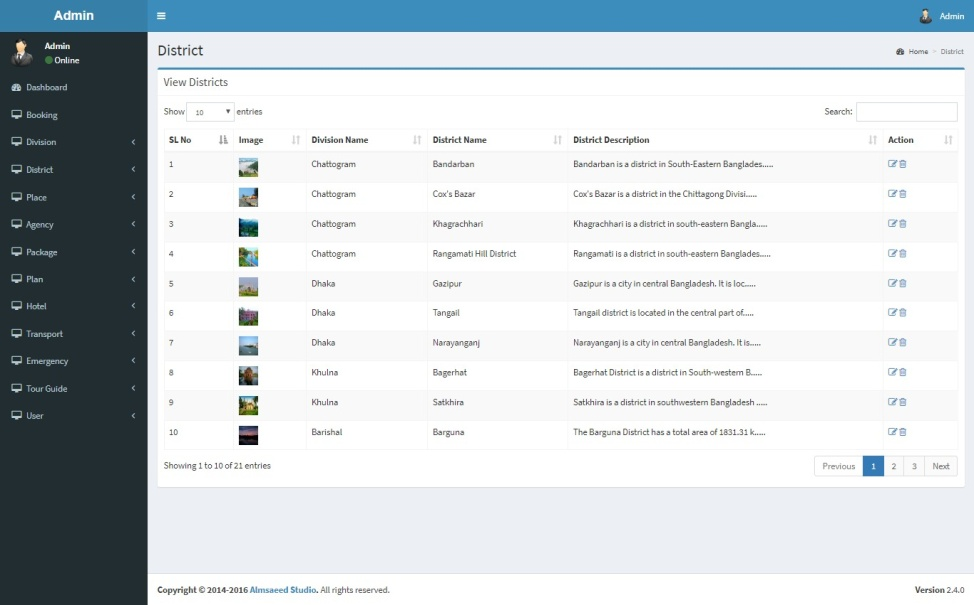 Admin
Admin
Admin
Online
District
Home > District
Dashboard
Booking
Division
District
Place
Agency
Package
Plan
Hotel
Transport
Emergency
Tour Guide
User
View Districts
Show 10 entries
Search:
SL No Image Division Name District Name District Description Action
1 Chattogram Bandarban Bandarban is a district in South-Eastern Banglades.....
2 Chattogram Cox's Bazar Cox's Bazar is a district in the Chittagong Divisi.....
3 Chattogram Khagrachhari Khagrachhari is a district in south-eastern Bangla.....
4 Chattogram Rangamati Hill District Rangamati is a district in south-eastern Banglades.....
5 Dhaka Gazipur Gazipur is a city in central Bangladesh. It is loc.....
6 Dhaka Tangail Tangail district is located in the central part of.....
7 Dhaka Narayanganj Narayanganj is a city in central Bangladesh. It is.....
8 Khulna Bagerhat Bagerhat District is a district in South-western B.....
9 Khulna Satkhira Satkhira is a district in southwestern Bangladesh .....
10 Barishal Barguna The Barguna District has a total area of 1831.31 k.....
Showing 1 to 10 of 21 entries
Previous 1 2 3 Next
Copyright © 2014-2016 Almsaeed Studio. All rights reserved.
Version 2.4.0